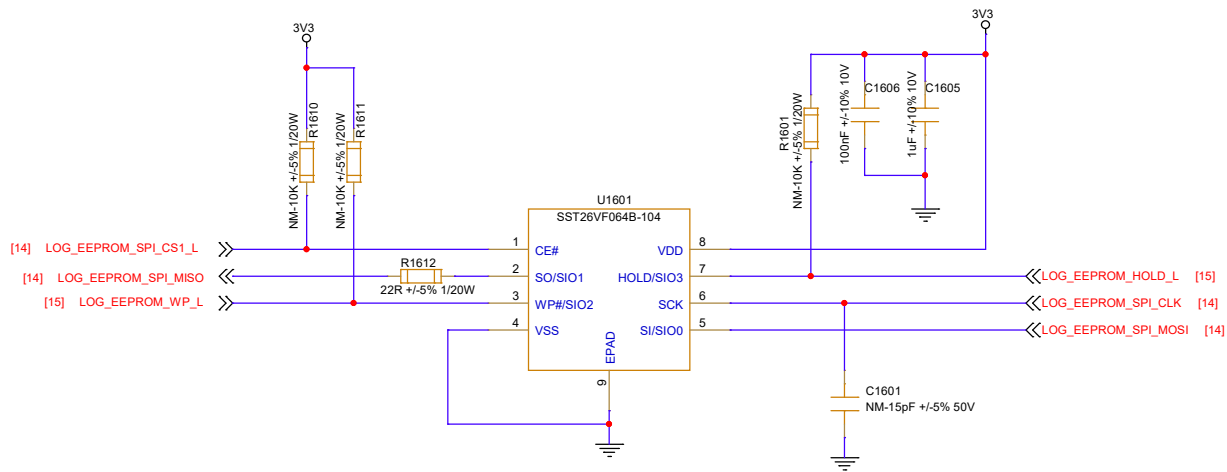 3V3
3V3
R1610
NM-10K +/-5% 1/20W
R1611
NM-10K +/-5% 1/20W
R1601
NM-10K +/-5% 1/20W
C1606
100nF +/-10% 10V
C1605
1uF +/-10% 10V
U1601
SST26VF064B-104
[14] LOG_EEPROM_SPI_CS1_L
1 CE#
VDD 8
[14] LOG_EEPROM_SPI_MISO
R1612
22R +/-5% 1/20W
2 SO/SIO1
HOLD/SIO3 7
LOG_EEPROM_HOLD_L [15]
[15] LOG_EEPROM_WP_L
3 WP#/SIO2
SCK 6
LOG_EEPROM_SPI_CLK [14]
4 VSS
SI/SIO0 5
LOG_EEPROM_SPI_MOSI [14]
EPAD
9
C1601
NM-15pF +/-5% 50V